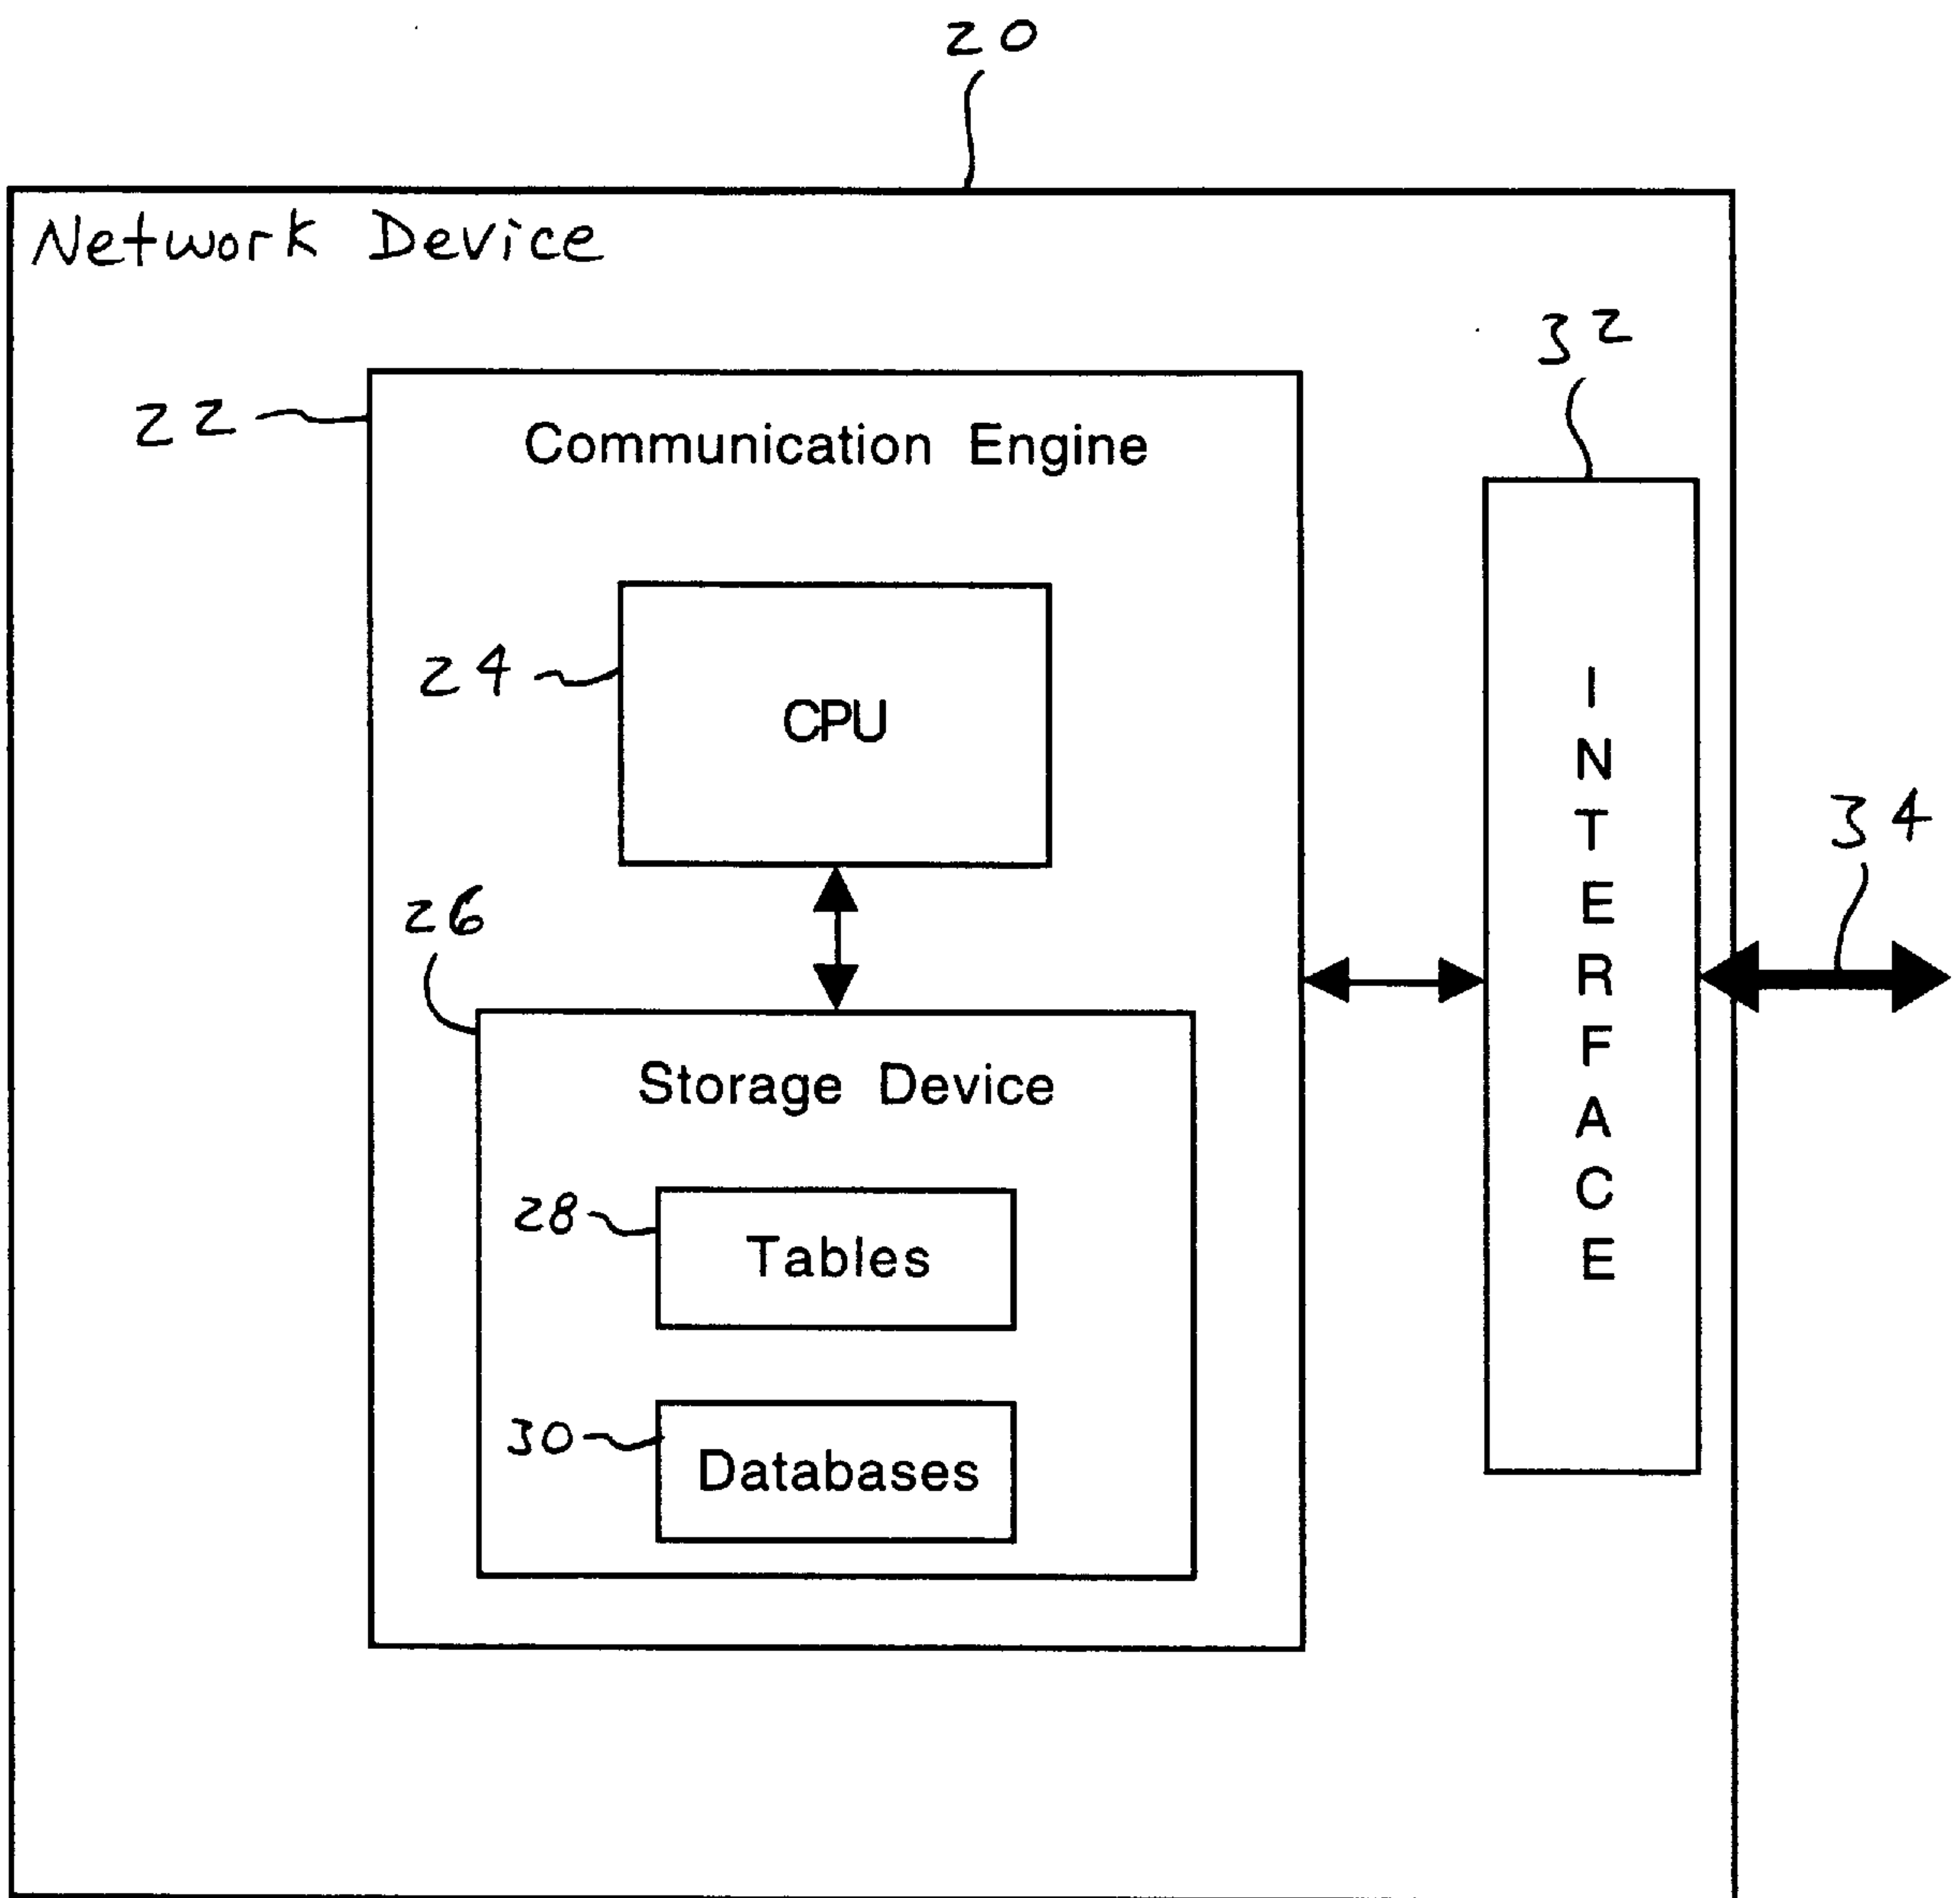 20
Network Device
32
22
Communication Engine
24
CPU
INTERFACE
34
26
Storage Device
28
Tables
30
Databases